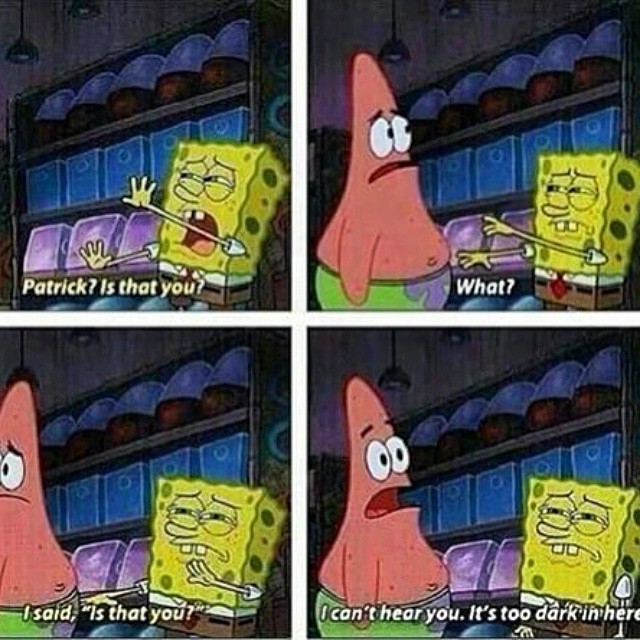 Patrick? Is that you?
What?
I said, "Is that you?"
I can't hear you. It's too dark in here